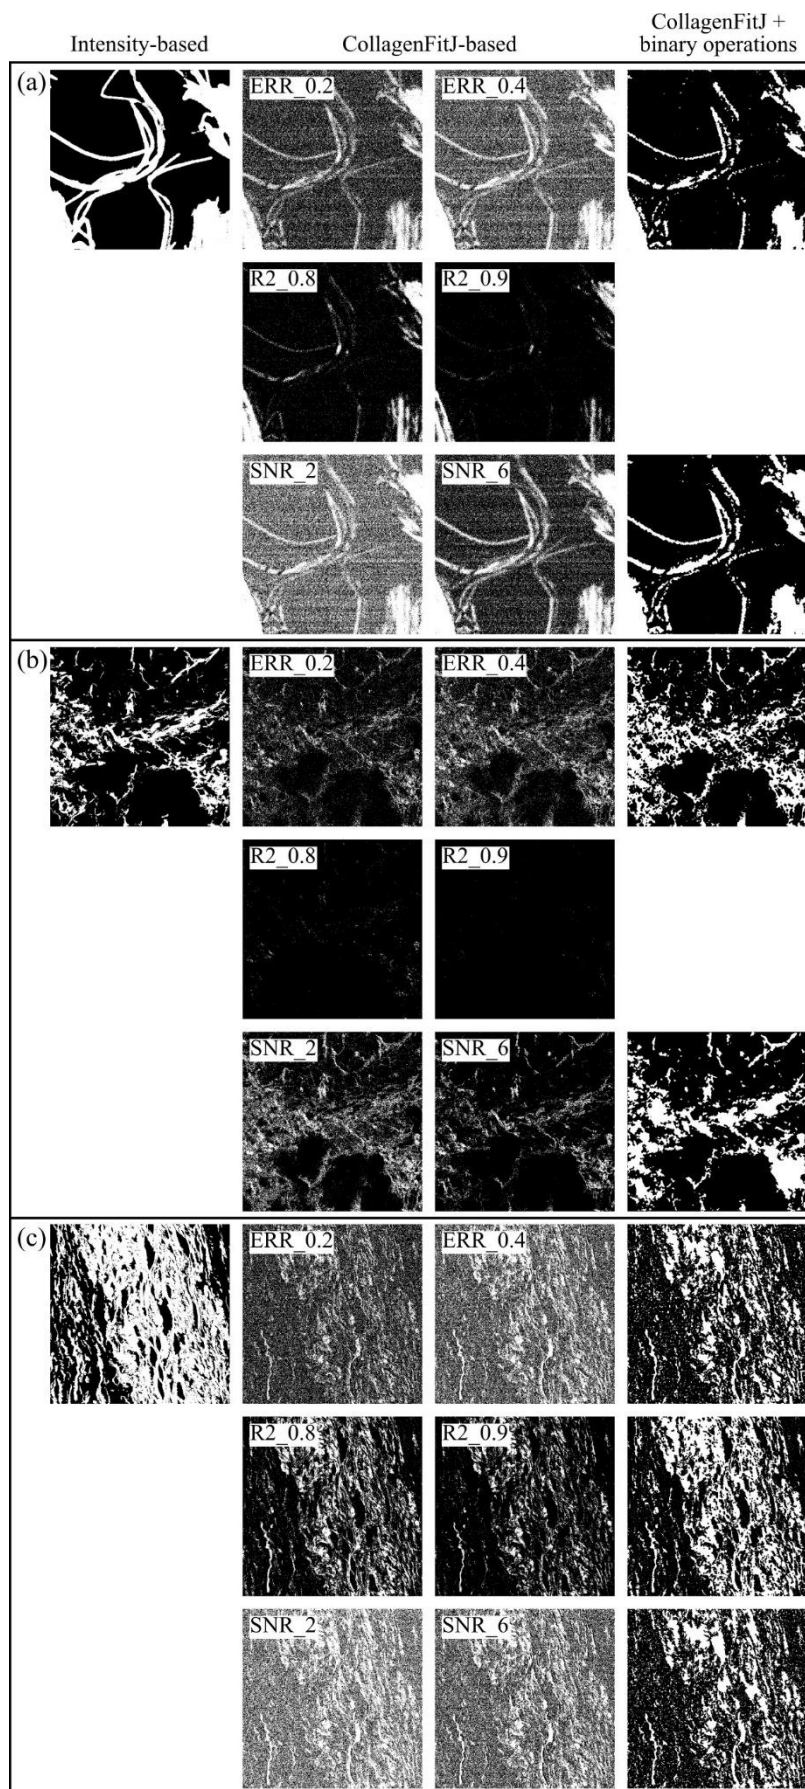 Intensity-based
CollagenFitJ-based
CollagenFitJ +
binary operations
(a)
ERR_0.2
ERR_0.4
R2_0.8
R2_0.9
SNR_2
SNR_6
(b)
ERR_0.2
ERR_0.4
R2_0.8
R2_0.9
SNR_2
SNR_6
(c)
ERR_0.2
ERR_0.4
R2_0.8
R2_0.9
SNR_2
SNR_6